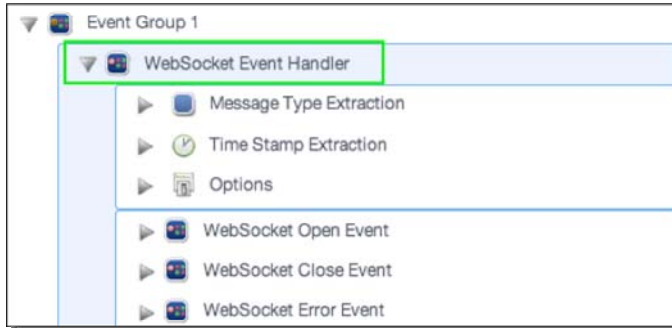 Event Group 1
WebSocket Event Handler
Message Type Extraction
Time Stamp Extraction
Options
WebSocket Open Event
WebSocket Close Event
WebSocket Error Event